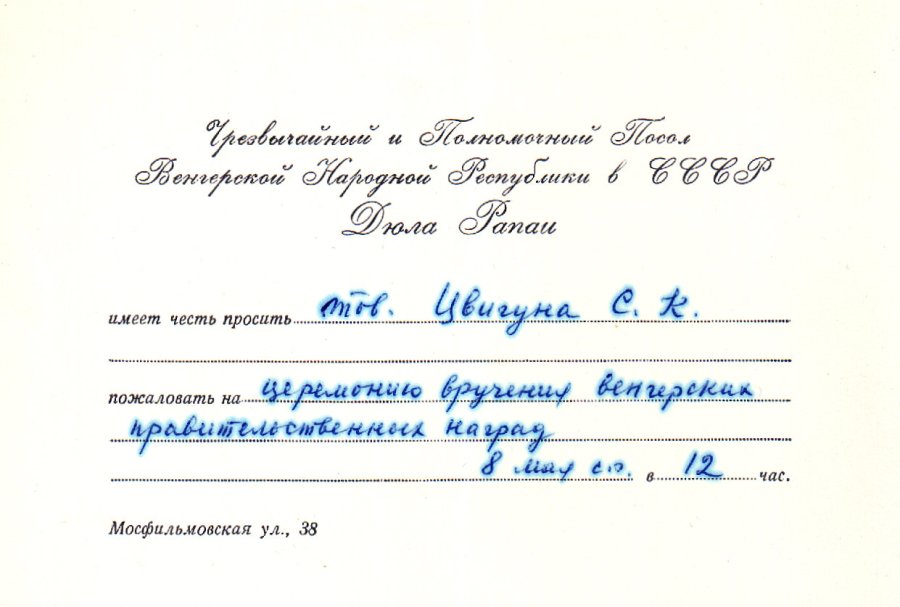 Чрезвычайный и Полномочный Посол
Венгерской Народной Республики в СССР
Дюла Рапаи
имеет честь просить тов. Цвигуна С. К.
пожаловать на церемонию вручения венгерских
правительственных наград
8 мая с.г. в 12 час.
Мосфильмовская ул., 38